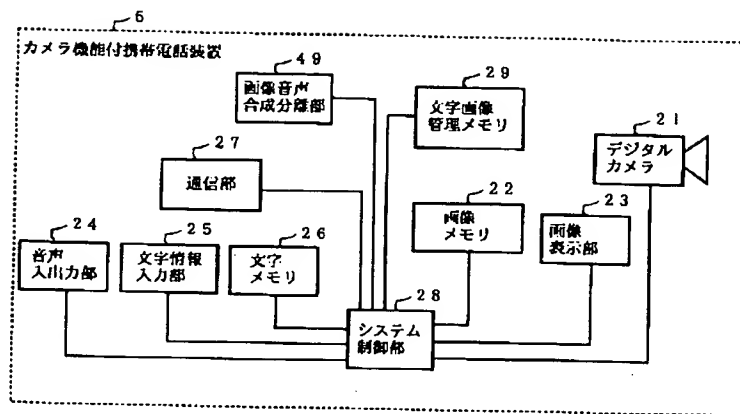 5
カメラ機能付携帯電話装置
49
画像音声
合成分離部
29
文字画像
管理メモリ
21
デジタル
カメラ
27
通信部
22
画像
メモリ
23
画像
表示部
24
音声
入出力部
25
文字情報
入力部
26
文字
メモリ
28
システム
制御部